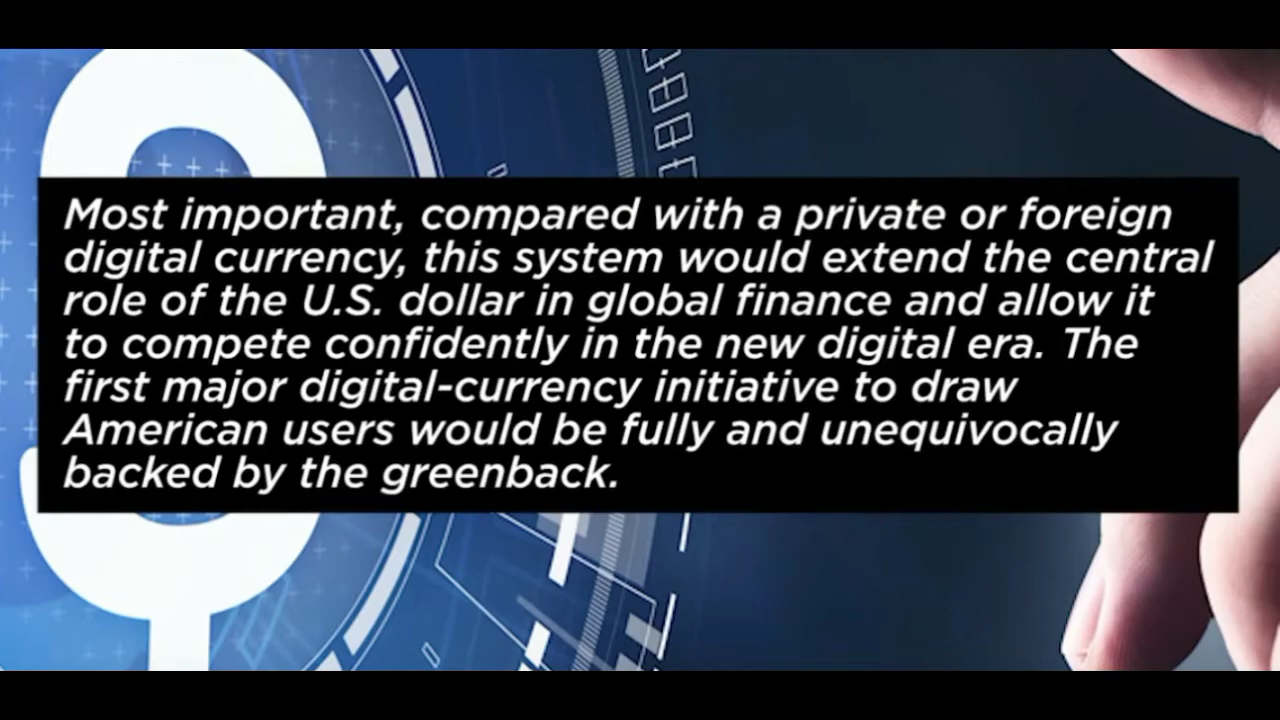 Most important, compared with a private or foreign
digital currency, this system would extend the central
role of the U.S. dollar in global finance and allow it
to compete confidently in the new digital era. The
first major digital-currency initiative to draw
American users would be fully and unequivocally
backed by the greenback.